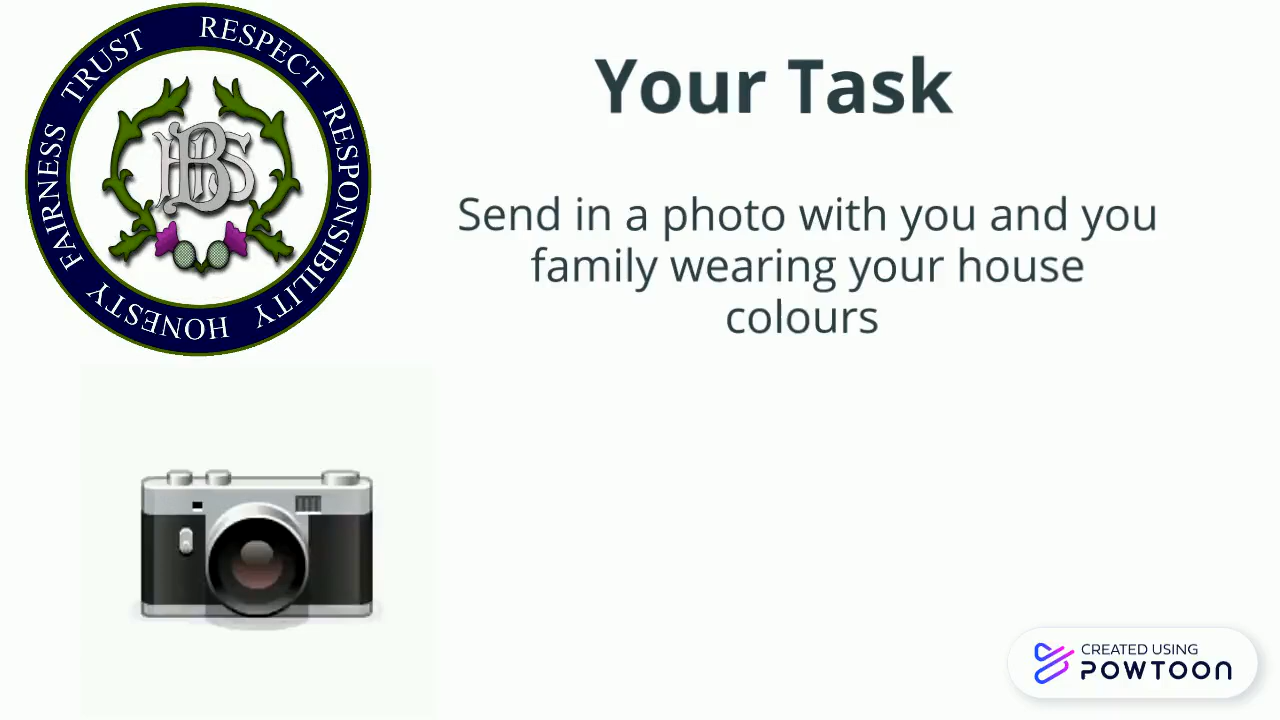 TRUST RESPECT RESPONSIBILITY HONESTY FAIRNESS
HBS
Your Task
Send in a photo with you and you
family wearing your house
colours
CREATED USING
POWTOON